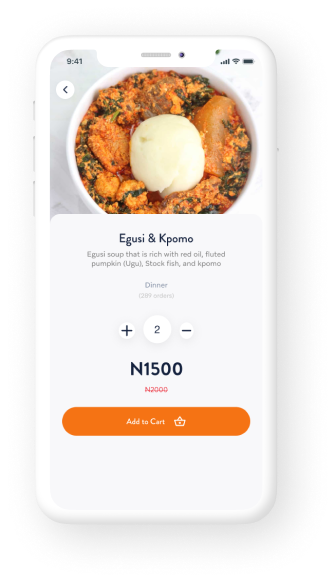 9:41
Egusi & Kpomo
Egusi soup that is rich with red oil, fluted
pumpkin (Ugu), Stock fish, and kpomo
Dinner
(289 orders)
+ 2 −
N1500
N2000
Add to Cart